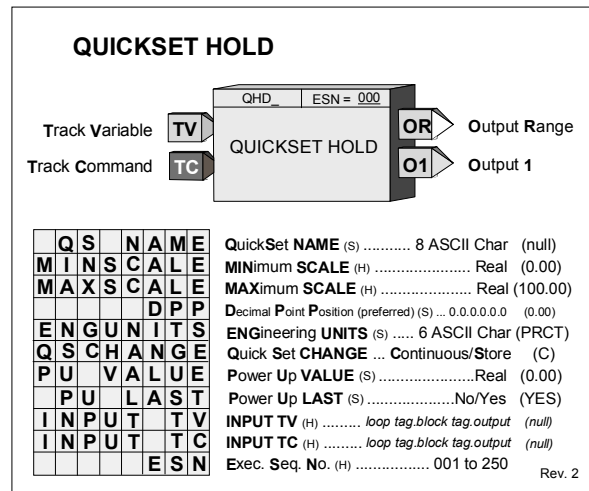 QUICKSET HOLD
QHD_ ESN = 000
Track Variable TV
Track Command TC
QUICKSET HOLD
OR Output Range
O1 Output 1
QS NAME QuickSet NAME (S) ........... 8 ASCII Char (null)
MINSCALE MINimum SCALE (H) ...................... Real (0.00)
MAXSCALE MAXimum SCALE (H) ..................... Real (100.00)
DPP Decimal Point Position (preferred) (S) ... 0.0.0.0.0.0 (0.00)
ENGUNITS ENGineering UNITS (S) ..... 6 ASCII Char (PRCT)
QSCHANGE Quick Set CHANGE ... Continuous/Store (C)
PU VALUE Power Up VALUE (S) .......................Real (0.00)
PU LAST Power Up LAST (S) ....................No/Yes (YES)
INPUT TV INPUT TV (H) ......... loop tag.block tag.output (null)
INPUT TC INPUT TC (H) ......... loop tag.block tag.output (null)
ESN Exec. Seq. No. (H) ................. 001 to 250
Rev. 2